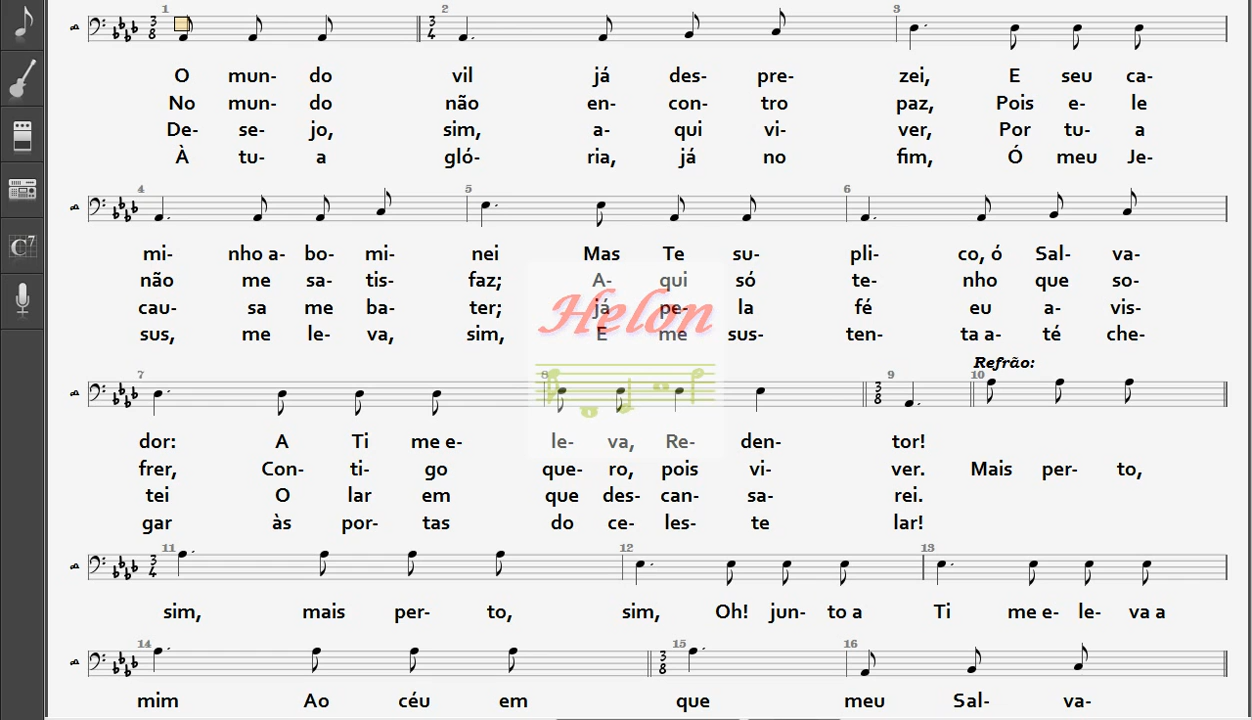 O mun- do vil já des- pre- zei, E seu ca-
No mun- do não en- con- tro paz, Pois e- le
De- se- jo, sim, a- qui vi- ver, Por tu- a
À tu- a gló- ria, já no fim, Ó meu Je-
mi- nho a- bo- mi- nei Mas Te su- pli- co, ó Sal- va-
não me sa- tis- faz; A- qui só te- nho que so-
cau- sa me ba- ter; já pe- la fé eu a- vis-
sus, me le- va, sim, E me sus- ten- ta a- té che-
Helon
Refrão:
dor: A Ti me e- le- va, Re- den- tor!
frer, Con- ti- go que- ro, pois vi- ver. Mais per- to,
tei O lar em que des- can- sa- rei.
gar às por- tas do ce- les- te lar!
sim, mais per- to, sim, Oh! jun- to a Ti me e- le- va a
mim Ao céu em que meu Sal- va-